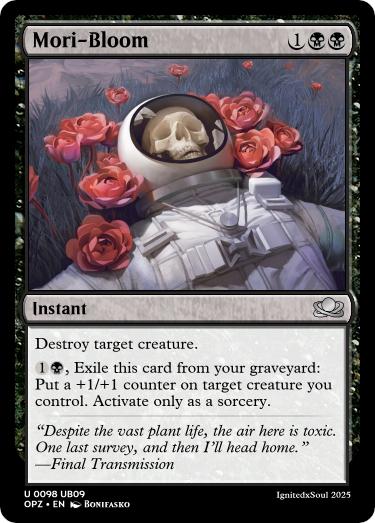 Mori-Bloom 1
Instant
Destroy target creature.
1, Exile this card from your graveyard:
Put a +1/+1 counter on target creature you
control. Activate only as a sorcery.
“Despite the vast plant life, the air here is toxic.
One last survey, and then I’ll head home.”
—Final Transmission
U 0098 UB09
OPZ • EN Bonifasko
IgnitedxSoul 2025